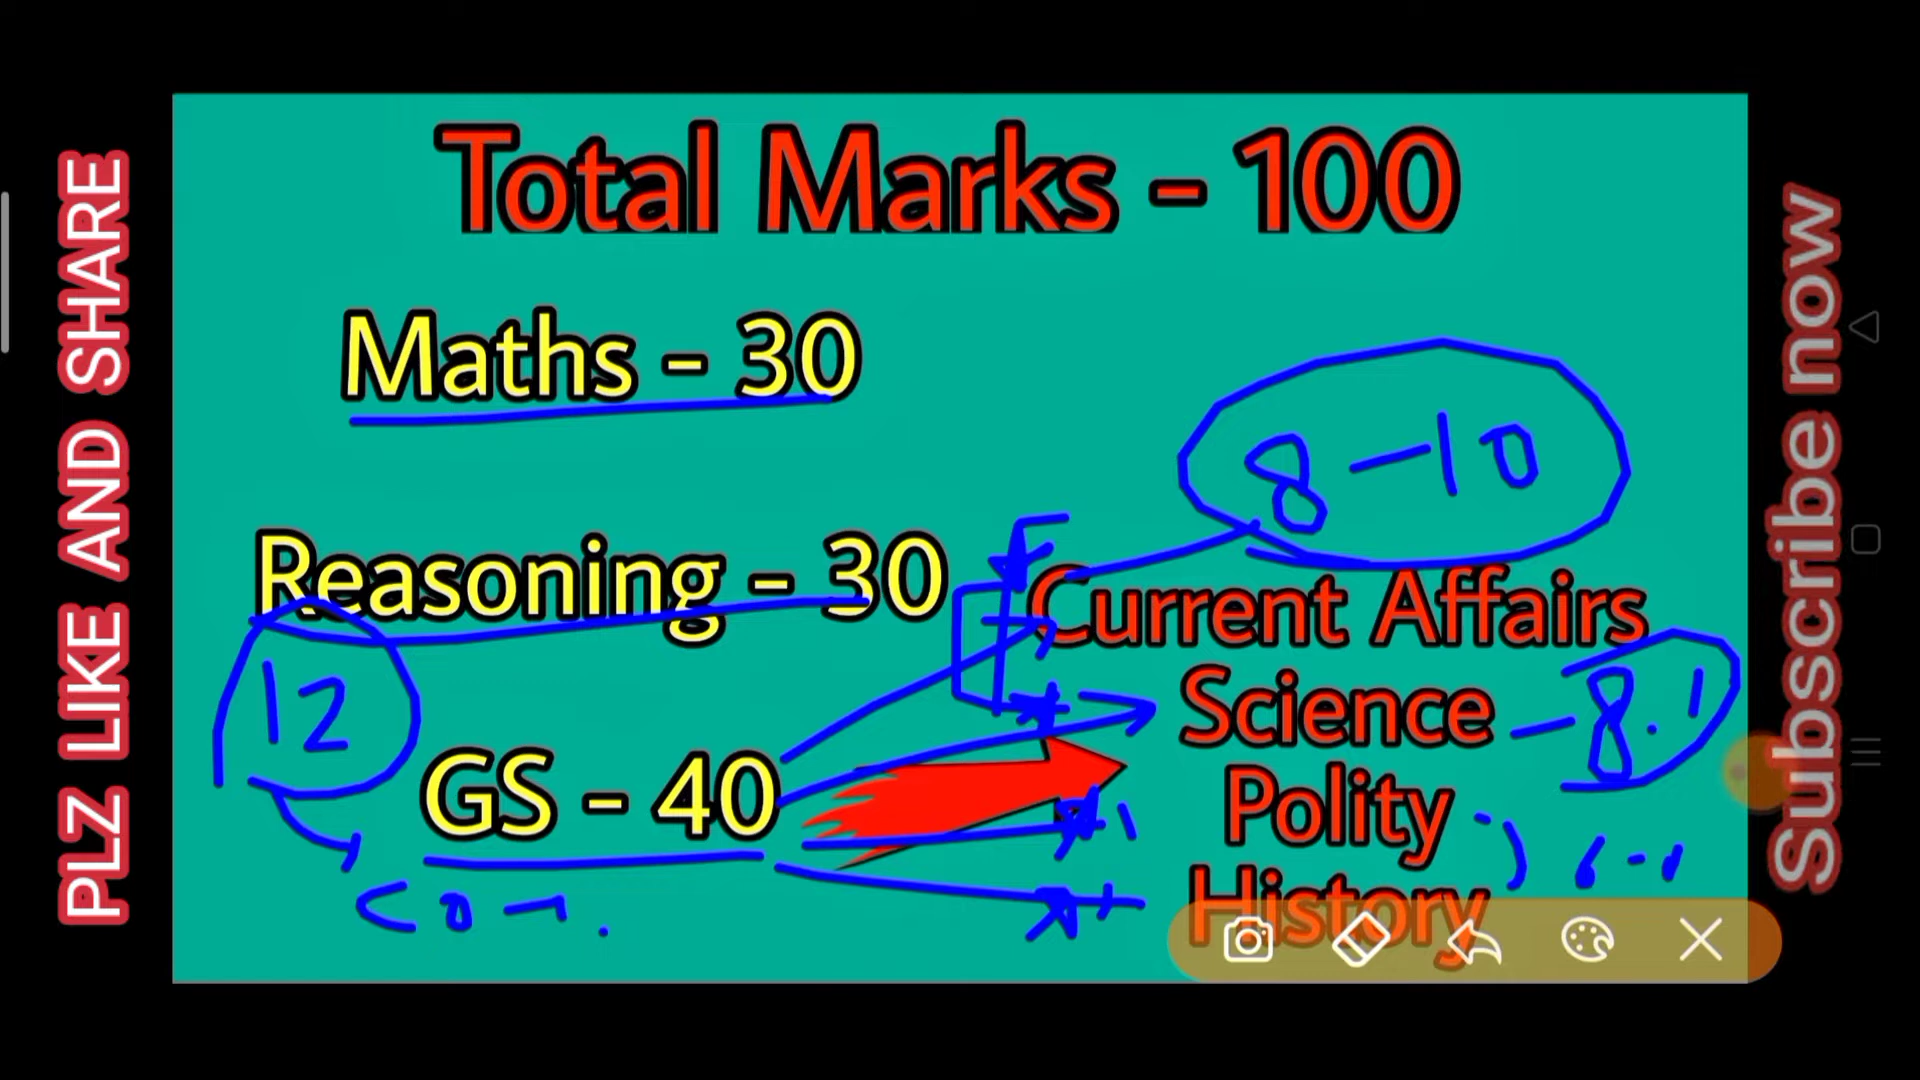 PLZ LIKE AND SHARE
Total Marks - 100
Maths - 30
8-10
Reasoning - 30
Current Affairs
12
Science - 8.1
GS - 40
Polity
History
Subscribe now